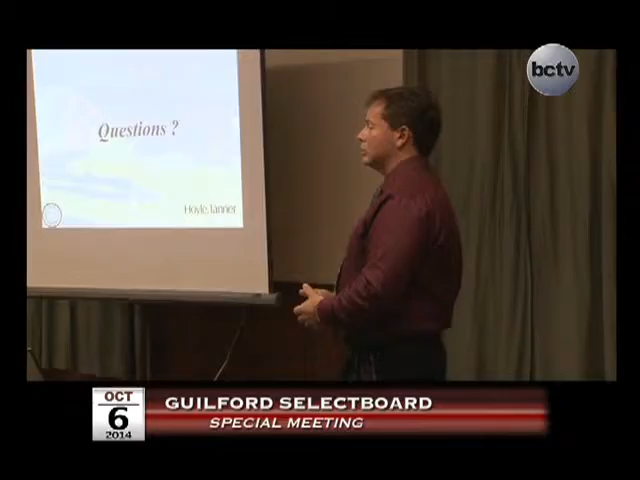 bctv
Questions ?
Hoyle, Tanner
OCT
6
2014
GUILFORD SELECTBOARD
SPECIAL MEETING